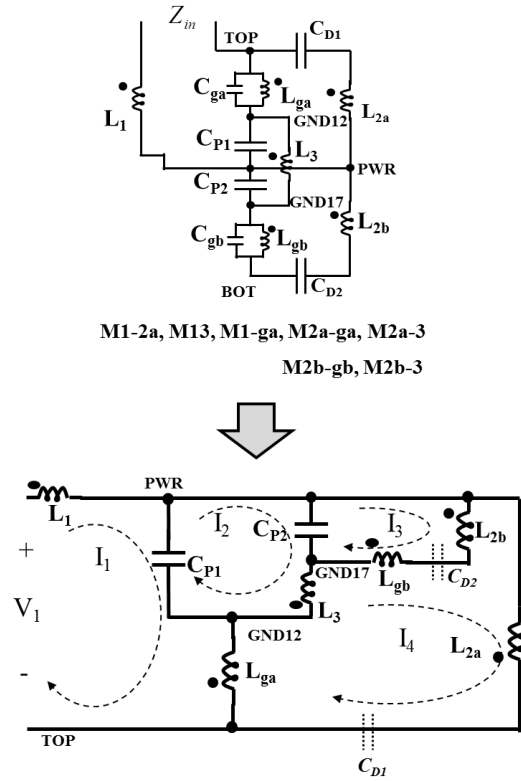 Z_in
C_D1
TOP
C_ga
L_ga
L_2a
L_1
GND12
C_P1
L_3
PWR
C_P2
GND17
L_2b
C_gb
L_gb
C_D2
BOT
M1-2a, M13, M1-ga, M2a-ga, M2a-3
M2b-gb, M2b-3
PWR
L_1
I_2
C_P2
I_3
L_2b
+
I_1
C_P1
GND17
L_gb
C_D2
V_1
L_3
GND12
I_4
L_2a
-
L_ga
TOP
C_D1